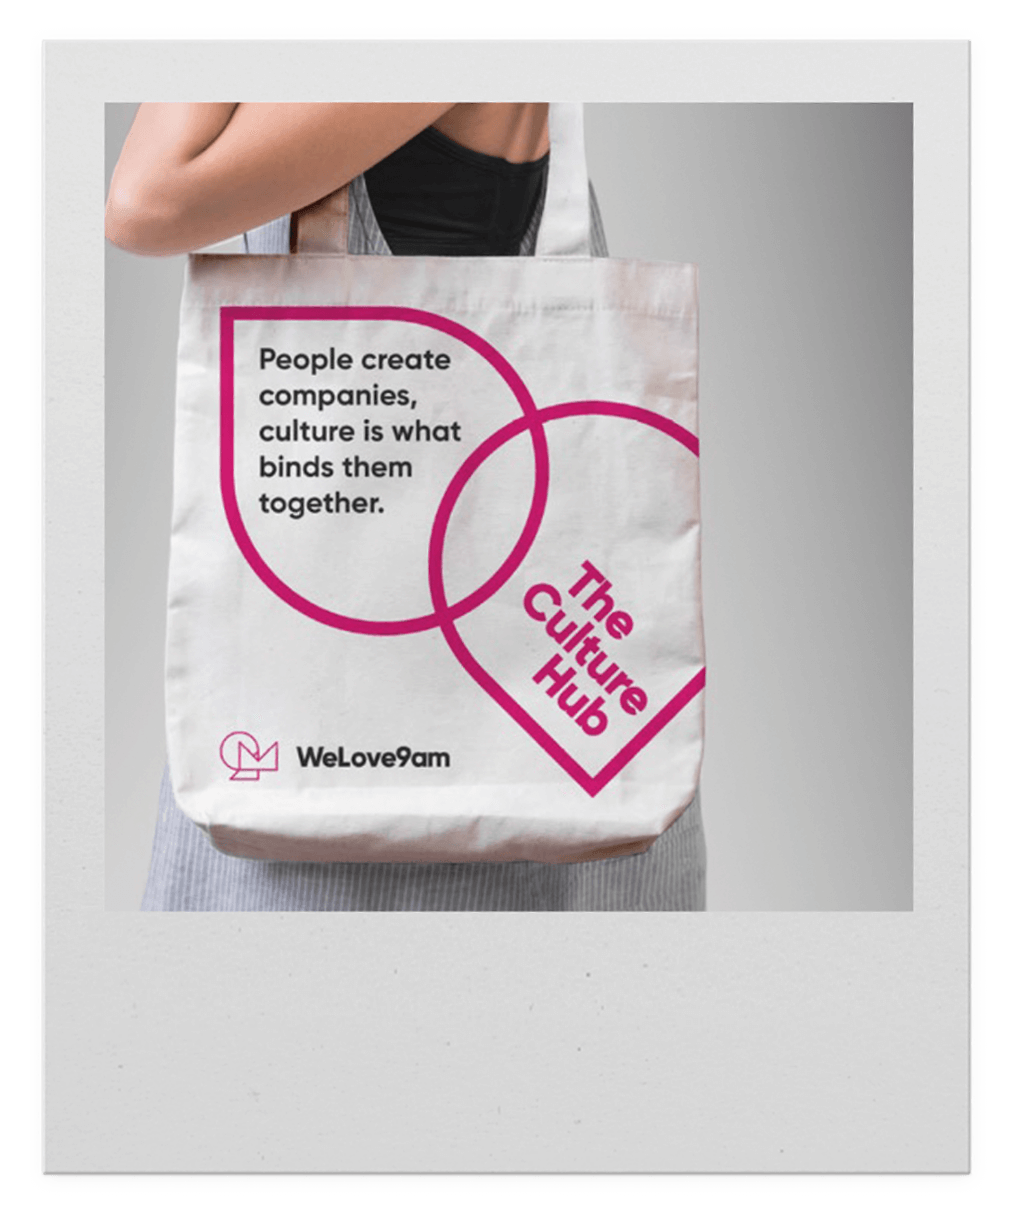 People create
companies,
culture is what
binds them
together.
The
Culture
Hub
WeLove9am